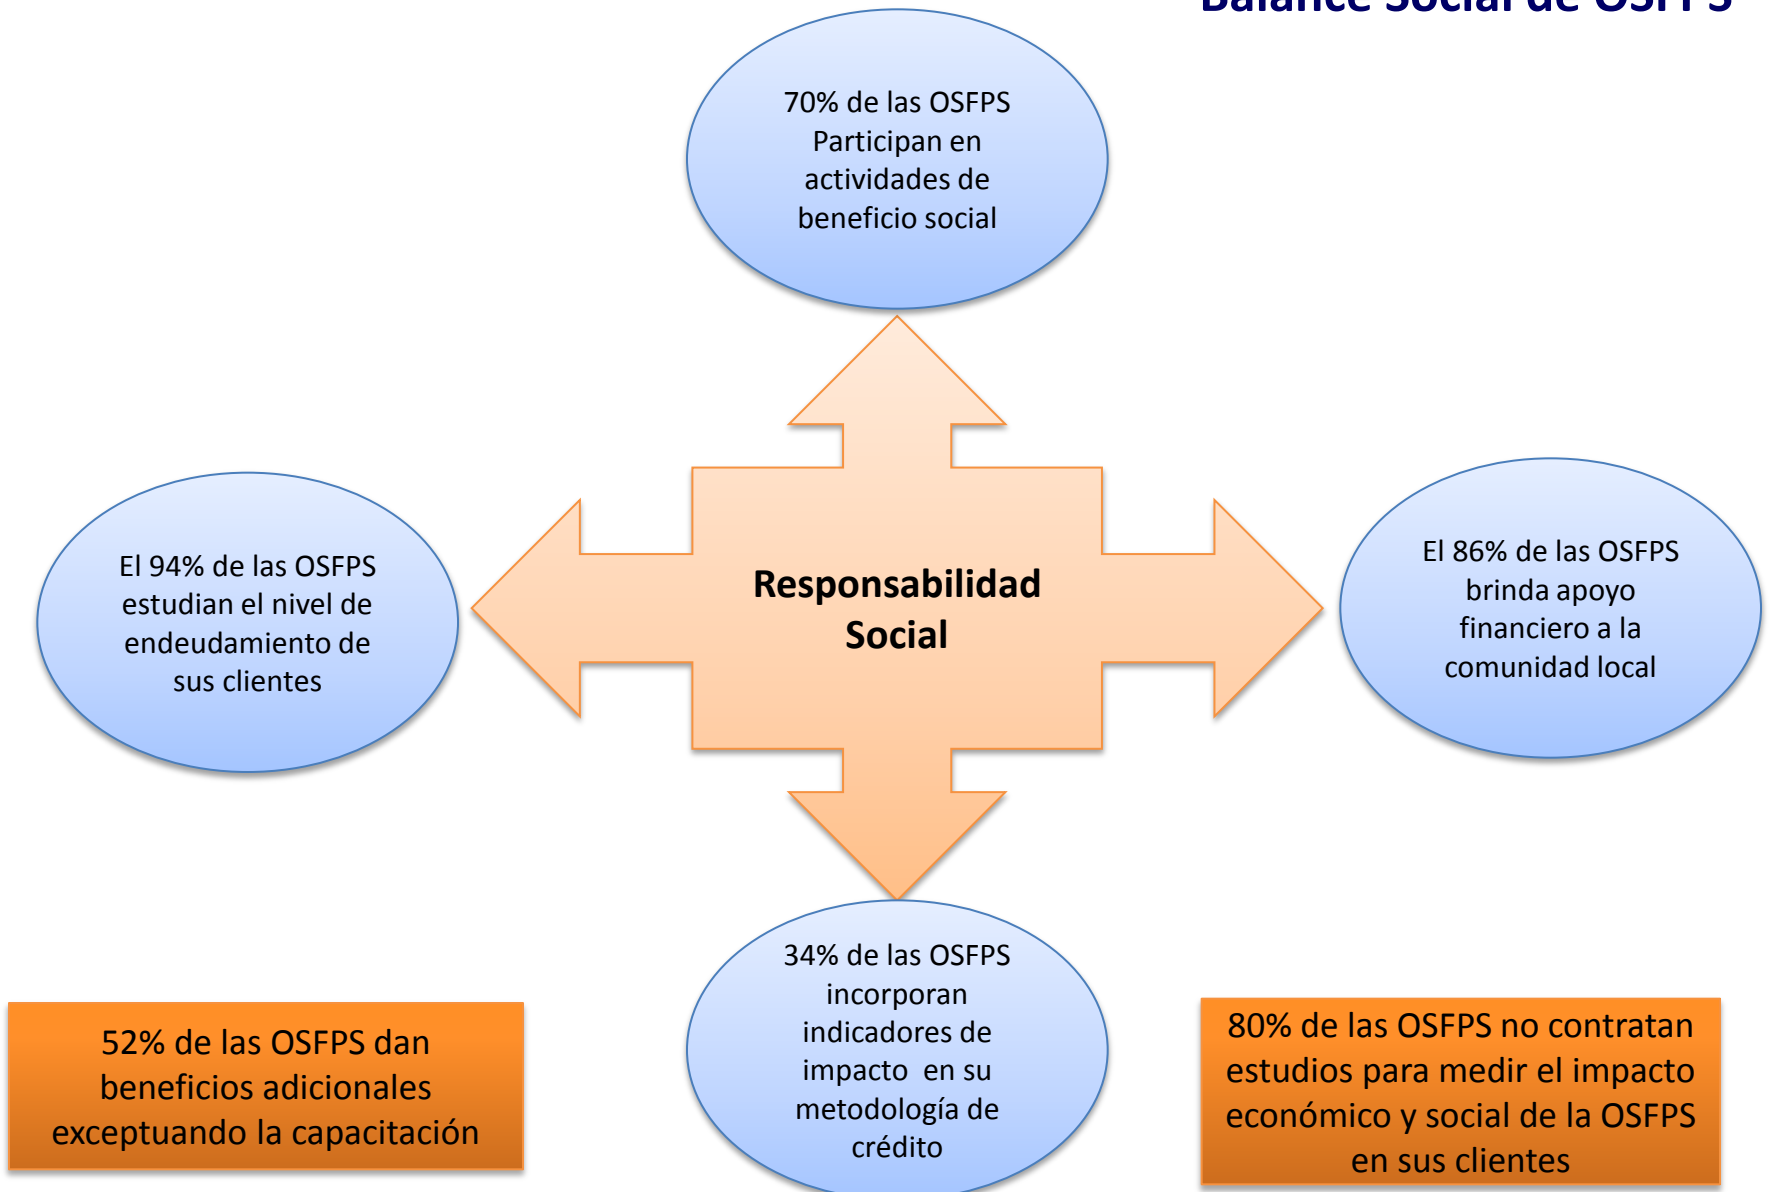 Balance Social de OSFPS
70% de las OSFPS
Participan en
actividades de
beneficio social
El 94% de las OSFPS
estudian el nivel de
endeudamiento de
sus clientes
Responsabilidad
Social
El 86% de las OSFPS
brinda apoyo
financiero a la
comunidad local
34% de las OSFPS
incorporan
indicadores de
impacto en su
metodología de
crédito
52% de las OSFPS dan
beneficios adicionales
exceptuando la capacitación
80% de las OSFPS no contratan
estudios para medir el impacto
económico y social de la OSFPS
en sus clientes